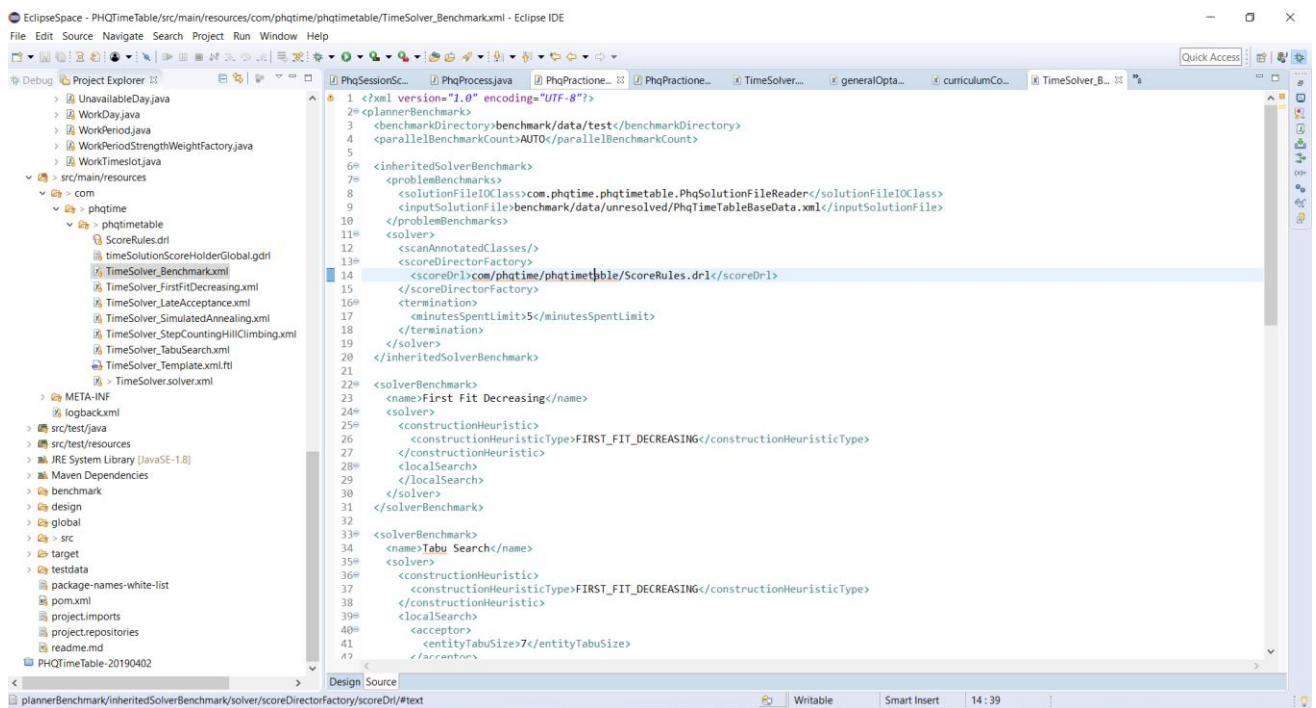 EclipseSpace - PHQTimeTable/src/main/resources/com/phqtime/phqtimetable/TimeSolver_Benchmark.xml - Eclipse IDE
File Edit Source Navigate Search Project Run Window Help
Quick Access
Debug Project Explorer
PhqSessionSc... PhqProcess.java PhqPractione... PhqPractione... TimeSolver.... generalOpta... curriculumCo... TimeSolver_B...
UnavailableDay.java
WorkDay.java
WorkPeriod.java
WorkPeriodStrengthWeightFactory.java
WorkTimeslot.java
> src/main/resources
> com
> phqtime
> phqtimetable
ScoreRules.drl
timeSolutionScoreHolderGlobal.gdrl
TimeSolver_Benchmark.xml
TimeSolver_FirstFitDecreasing.xml
TimeSolver_LateAcceptance.xml
TimeSolver_SimulatedAnnealing.xml
TimeSolver_StepCountingHillClimbing.xml
TimeSolver_TabuSearch.xml
TimeSolver_Template.xml.ftl
> TimeSolver.solver.xml
META-INF
logback.xml
src/test/java
src/test/resources
JRE System Library [JavaSE-1.8]
Maven Dependencies
benchmark
design
global
> src
target
testdata
package-names-white-list
pom.xml
project.imports
project.repositories
readme.md
PHQTimeTable-20190402
1 <?xml version="1.0" encoding="UTF-8"?>
2 <plannerBenchmark>
3 <benchmarkDirectory>benchmark/data/test</benchmarkDirectory>
4 <parallelBenchmarkCount>AUTO</parallelBenchmarkCount>
5
6 <inheritedSolverBenchmark>
7 <problemBenchmarks>
8 <solutionFileIOClass>com.phqtime.phqtimetable.PhqSolutionFileReader</solutionFileIOClass>
9 <inputSolutionFile>benchmark/data/unresolved/PhqTimeTableBaseData.xml</inputSolutionFile>
10 </problemBenchmarks>
11 <solver>
12 <scanAnnotatedClasses/>
13 <scoreDirectorFactory>
14 <scoreDrl>com/phqtime/phqtimetable/ScoreRules.drl</scoreDrl>
15 </scoreDirectorFactory>
16 <termination>
17 <minutesSpentLimit>5</minutesSpentLimit>
18 </termination>
19 </solver>
20 </inheritedSolverBenchmark>
21
22 <solverBenchmark>
23 <name>First Fit Decreasing</name>
24 <solver>
25 <constructionHeuristic>
26 <constructionHeuristicType>FIRST_FIT_DECREASING</constructionHeuristicType>
27 </constructionHeuristic>
28 <localSearch>
29 </localSearch>
30 </solver>
31 </solverBenchmark>
32
33 <solverBenchmark>
34 <name>Tabu Search</name>
35 <solver>
36 <constructionHeuristic>
37 <constructionHeuristicType>FIRST_FIT_DECREASING</constructionHeuristicType>
38 </constructionHeuristic>
39 <localSearch>
40 <acceptor>
41 <entityTabuSize>7</entityTabuSize>
42 </acceptor>
Design Source
plannerBenchmark/inheritedSolverBenchmark/solver/scoreDirectorFactory/scoreDrl/#text
Writable Smart Insert 14 : 39